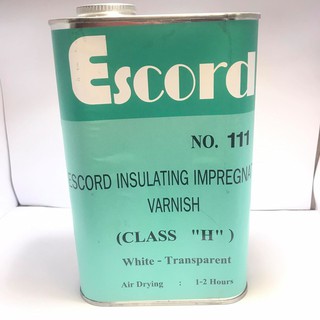 Escord
NO. 111
ESCORD INSULATING IMPREGNA
VARNISH
(CLASS "H")
White - Transparent
Air Drying : 1-2 Hours